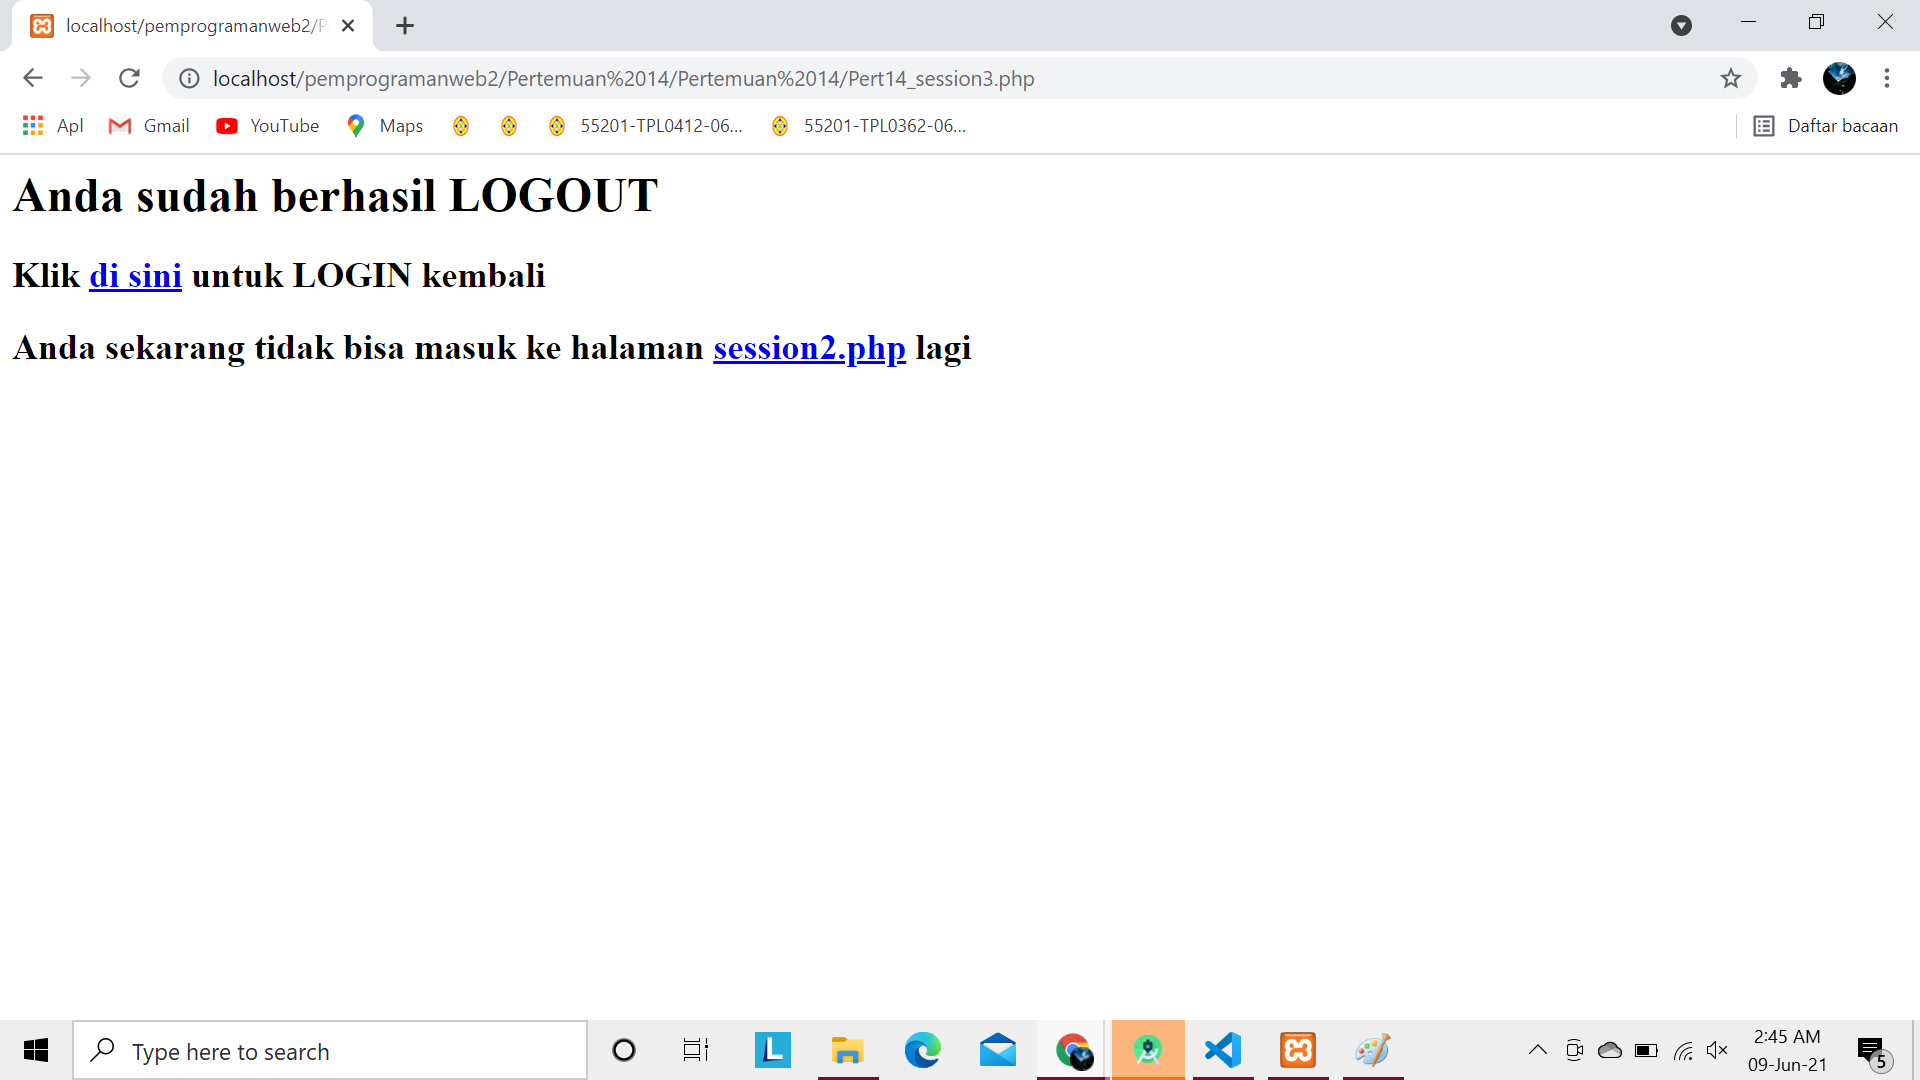 localhost/pemprogramanweb2/P
localhost/pemprogramanweb2/Pertemuan%2014/Pertemuan%2014/Pert14_session3.php
Apl Gmail YouTube Maps 55201-TPL0412-06... 55201-TPL0362-06... Daftar bacaan
Anda sudah berhasil LOGOUT
Klik di sini untuk LOGIN kembali
Anda sekarang tidak bisa masuk ke halaman session2.php lagi
Type here to search
L
2:45 AM
09-Jun-21
5